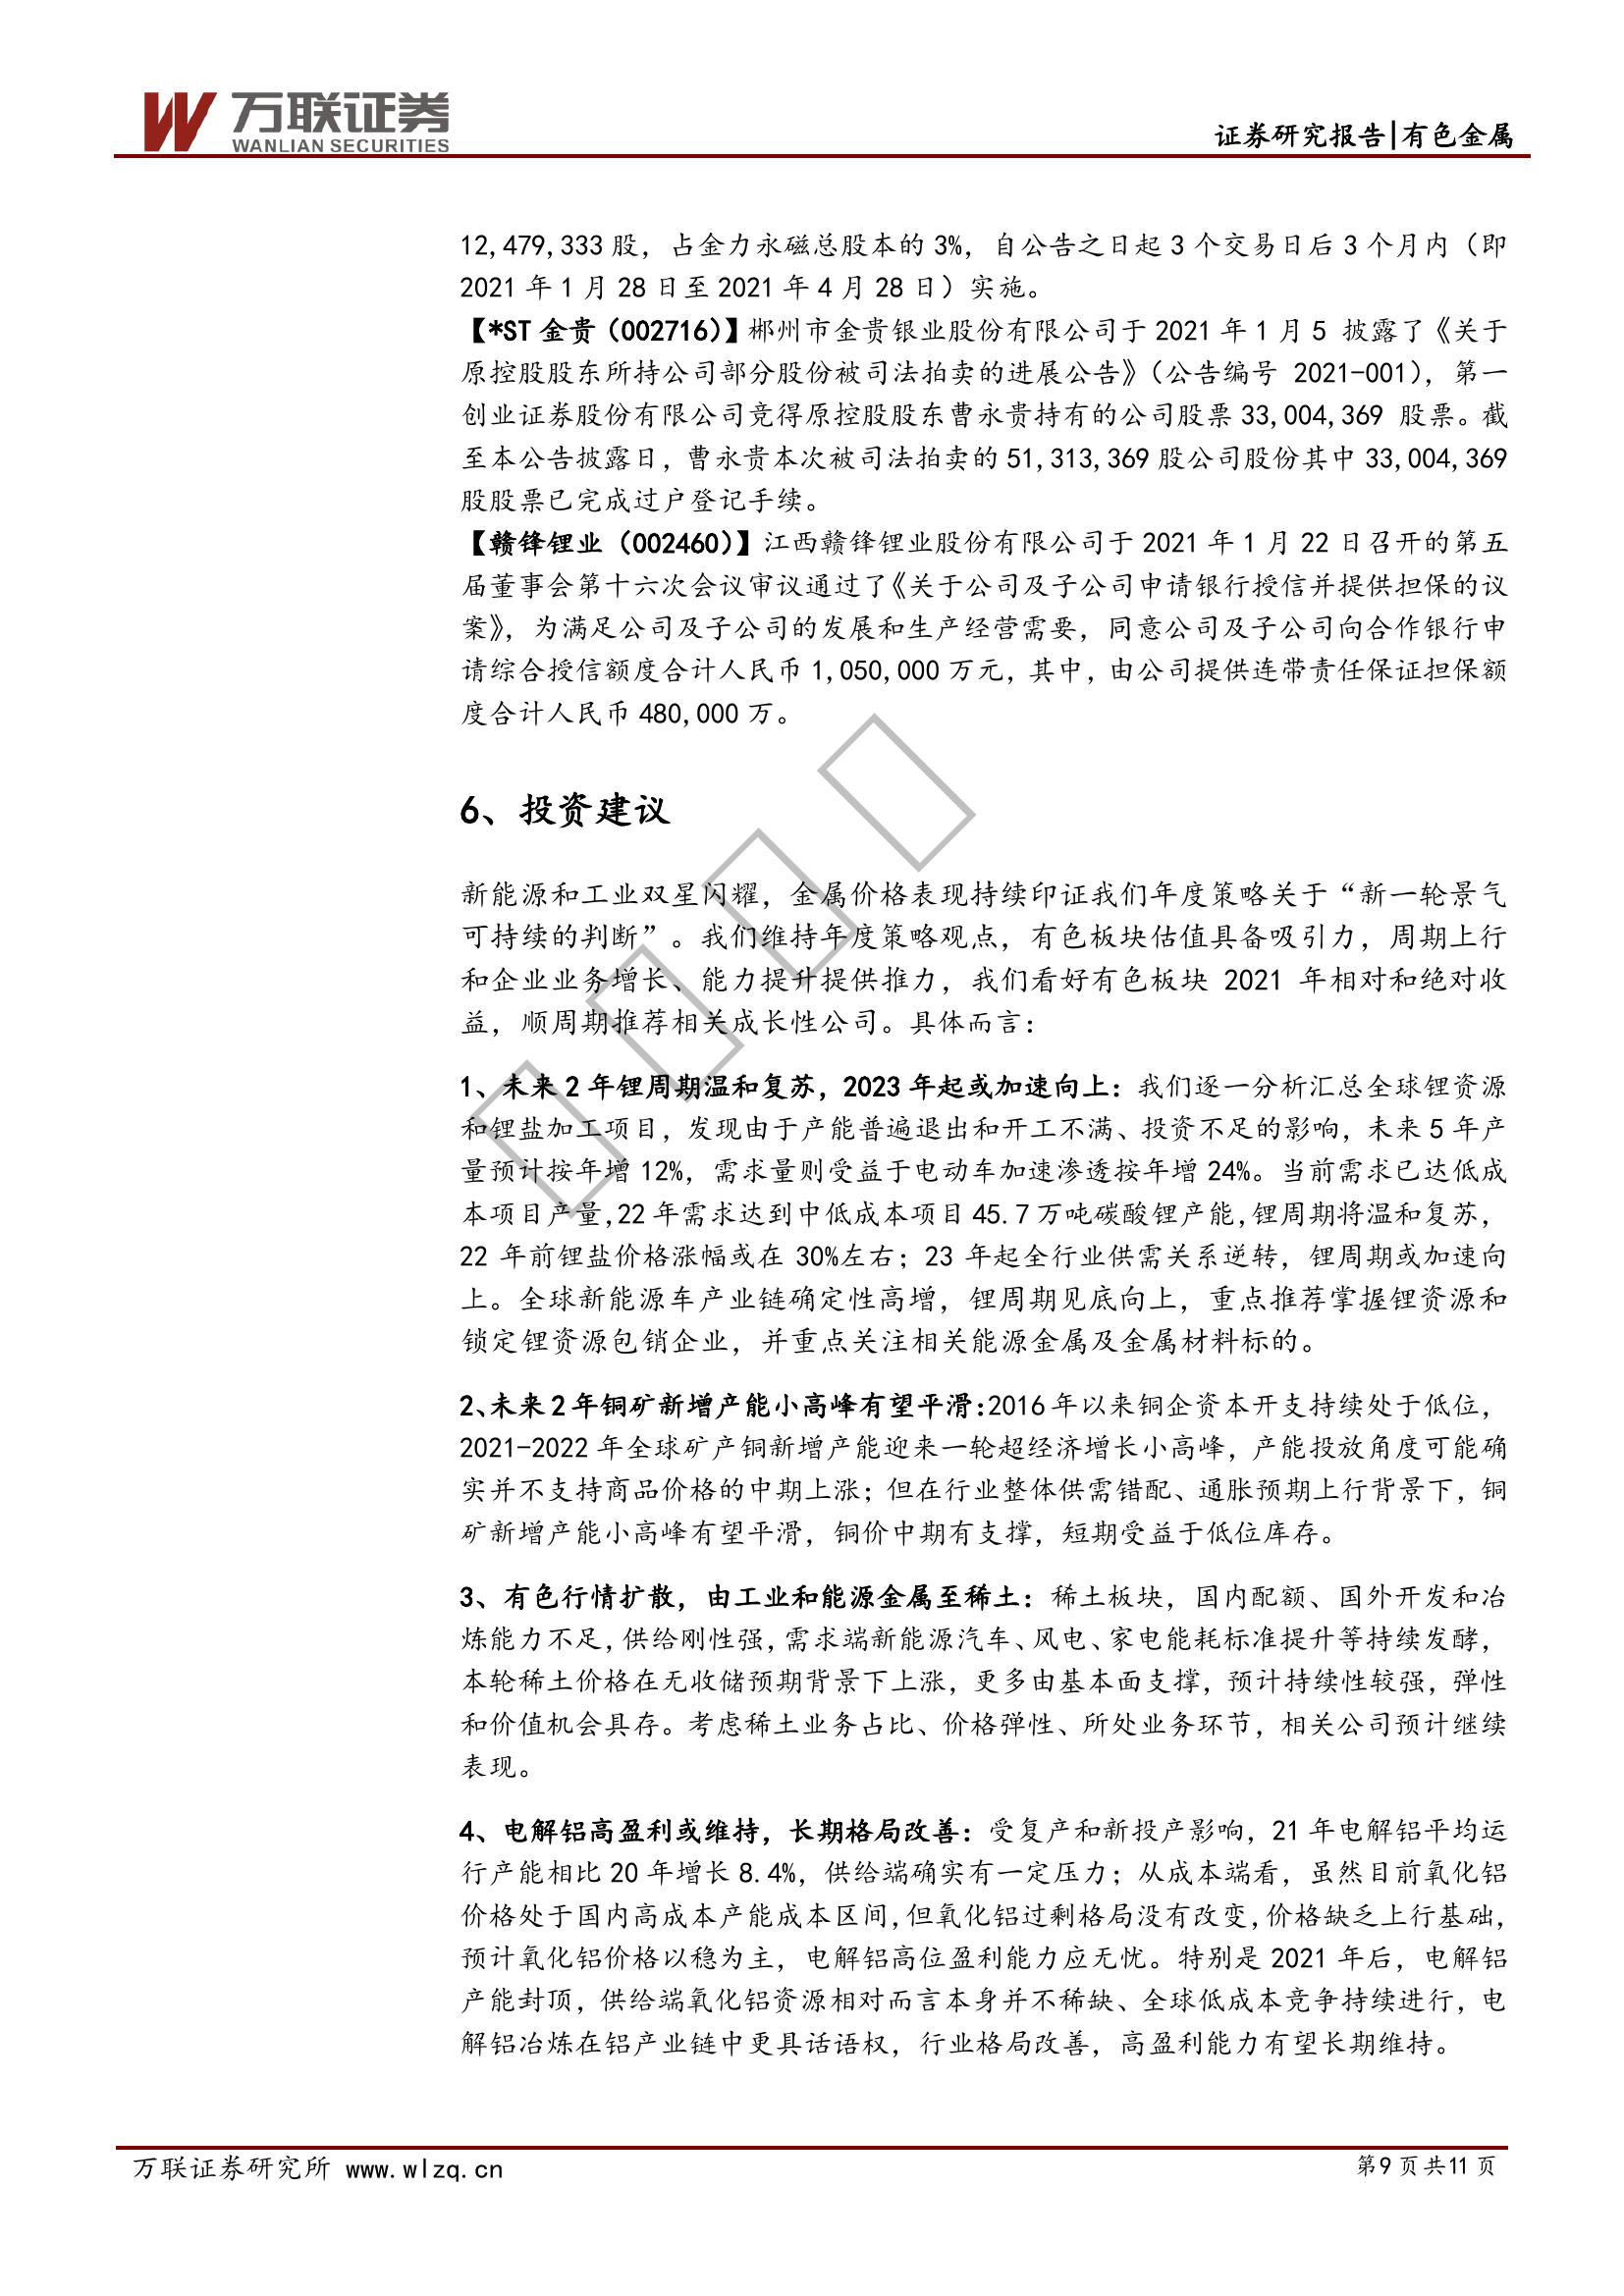 万联证券
WANLIAN SECURITIES
证券研究报告|有色金属
12,479,333 股，占金力永磁总股本的 3%，自公告之日起 3 个交易日后 3 个月内（即
2021 年 1 月 28 日至 2021 年 4 月 28 日）实施。
【*ST 金贵（002716）】郴州市金贵银业股份有限公司于 2021 年 1 月 5 披露了《关于
原控股股东所持公司部分股份被司法拍卖的进展公告》（公告编号 2021-001），第一
创业证券股份有限公司竞得原控股股东曹永贵持有的公司股票 33,004,369 股票。截
至本公告披露日，曹永贵本次被司法拍卖的 51,313,369 股公司股份其中 33,004,369
股股票已完成过户登记手续。
【赣锋锂业（002460）】江西赣锋锂业股份有限公司于 2021 年 1 月 22 日召开的第五
届董事会第十六次会议审议通过了《关于公司及子公司申请银行授信并提供担保的议
案》，为满足公司及子公司的发展和生产经营需要，同意公司及子公司向合作银行申
请综合授信额度合计人民币 1,050,000 万元，其中，由公司提供连带责任保证担保额
度合计人民币 480,000 万。
6、投资建议
新能源和工业双星闪耀，金属价格表现持续印证我们年度策略关于“新一轮景气
可持续的判断”。我们维持年度策略观点，有色板块估值具备吸引力，周期上行
和企业业务增长、能力提升提供推力，我们看好有色板块 2021 年相对和绝对收
益，顺周期推荐相关成长性公司。具体而言：
1、未来 2 年锂周期温和复苏，2023 年起或加速向上：我们逐一分析汇总全球锂资源
和锂盐加工项目，发现由于产能普遍退出和开工不满、投资不足的影响，未来 5 年产
量预计按年增 12%，需求量则受益于电动车加速渗透按年增 24%。当前需求已达低成
本项目产量，22 年需求达到中低成本项目 45.7 万吨碳酸锂产能，锂周期将温和复苏，
22 年前锂盐价格涨幅或在 30%左右；23 年起全行业供需关系逆转，锂周期或加速向
上。全球新能源车产业链确定性高增，锂周期见底向上，重点推荐掌握锂资源和
锁定锂资源包销企业，并重点关注相关能源金属及金属材料标的。
2、未来 2 年铜矿新增产能小高峰有望平滑：2016 年以来铜企资本开支持续处于低位，
2021-2022 年全球矿产铜新增产能迎来一轮超经济增长小高峰，产能投放角度可能确
实并不支持商品价格的中期上涨；但在行业整体供需错配、通胀预期上行背景下，铜
矿新增产能小高峰有望平滑，铜价中期有支撑，短期受益于低位库存。
3、有色行情扩散，由工业和能源金属至稀土：稀土板块，国内配额、国外开发和冶
炼能力不足，供给刚性强，需求端新能源汽车、风电、家电能耗标准提升等持续发酵，
本轮稀土价格在无收储预期背景下上涨，更多由基本面支撑，预计持续性较强，弹性
和价值机会具存。考虑稀土业务占比、价格弹性、所处业务环节，相关公司预计继续
表现。
4、电解铝高盈利或维持，长期格局改善：受复产和新投产影响，21 年电解铝平均运
行产能相比 20 年增长 8.4%，供给端确实有一定压力；从成本端看，虽然目前氧化铝
价格处于国内高成本产能成本区间，但氧化铝过剩格局没有改变，价格缺乏上行基础，
预计氧化铝价格以稳为主，电解铝高位盈利能力应无忧。特别是 2021 年后，电解铝
产能封顶，供给端氧化铝资源相对而言本身并不稀缺、全球低成本竞争持续进行，电
解铝冶炼在铝产业链中更具话语权，行业格局改善，高盈利能力有望长期维持。
万联证券研究所 www.wlzq.cn
第 9 页 共 11 页